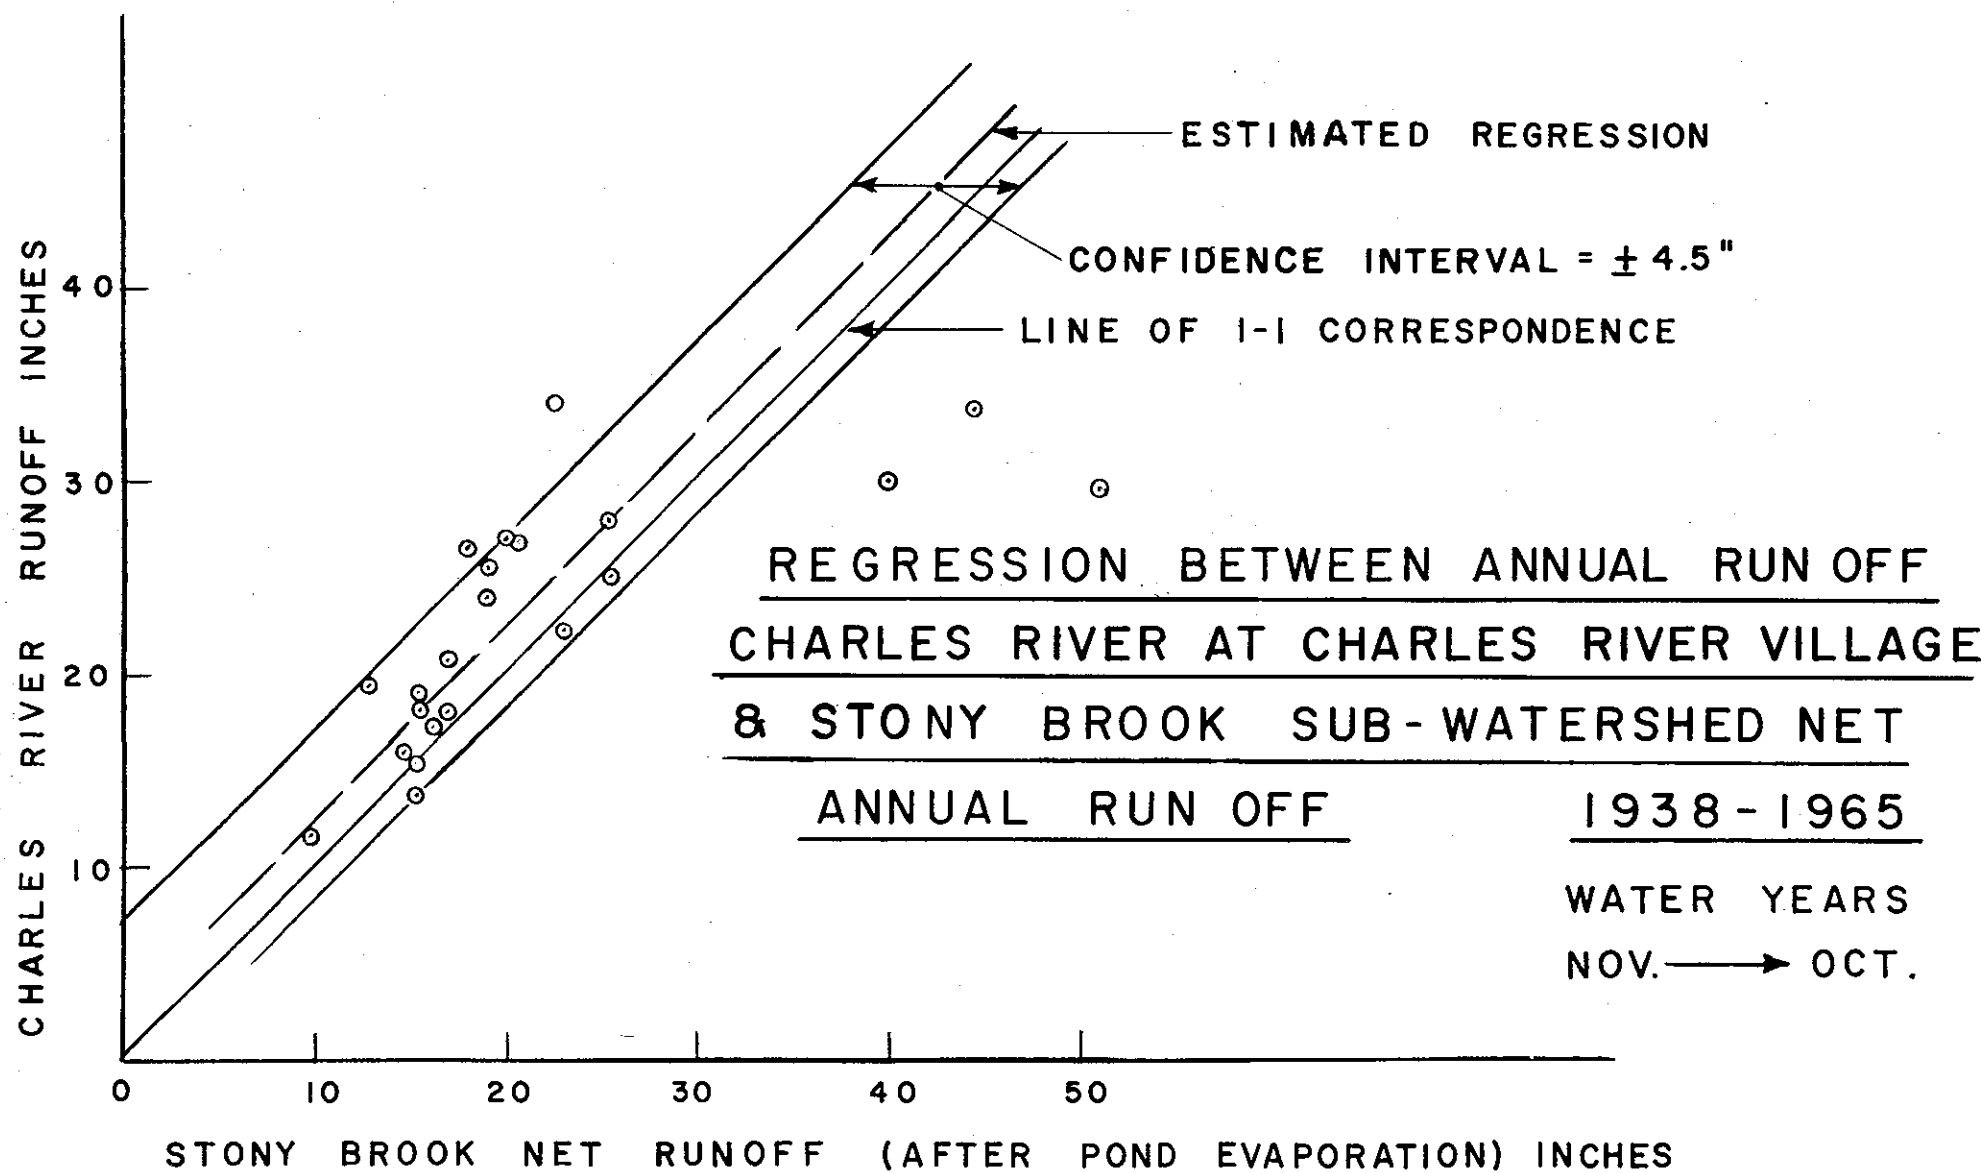 ESTIMATED REGRESSION
CONFIDENCE INTERVAL = ± 4.5"
LINE OF 1-1 CORRESPONDENCE
CHARLES RIVER RUNOFF INCHES
40
30
20
10
REGRESSION BETWEEN ANNUAL RUN OFF
CHARLES RIVER AT CHARLES RIVER VILLAGE
& STONY BROOK SUB-WATERSHED NET
ANNUAL RUN OFF 1938-1965
WATER YEARS
NOV. → OCT.
0 10 20 30 40 50
STONY BROOK NET RUNOFF (AFTER POND EVAPORATION) INCHES